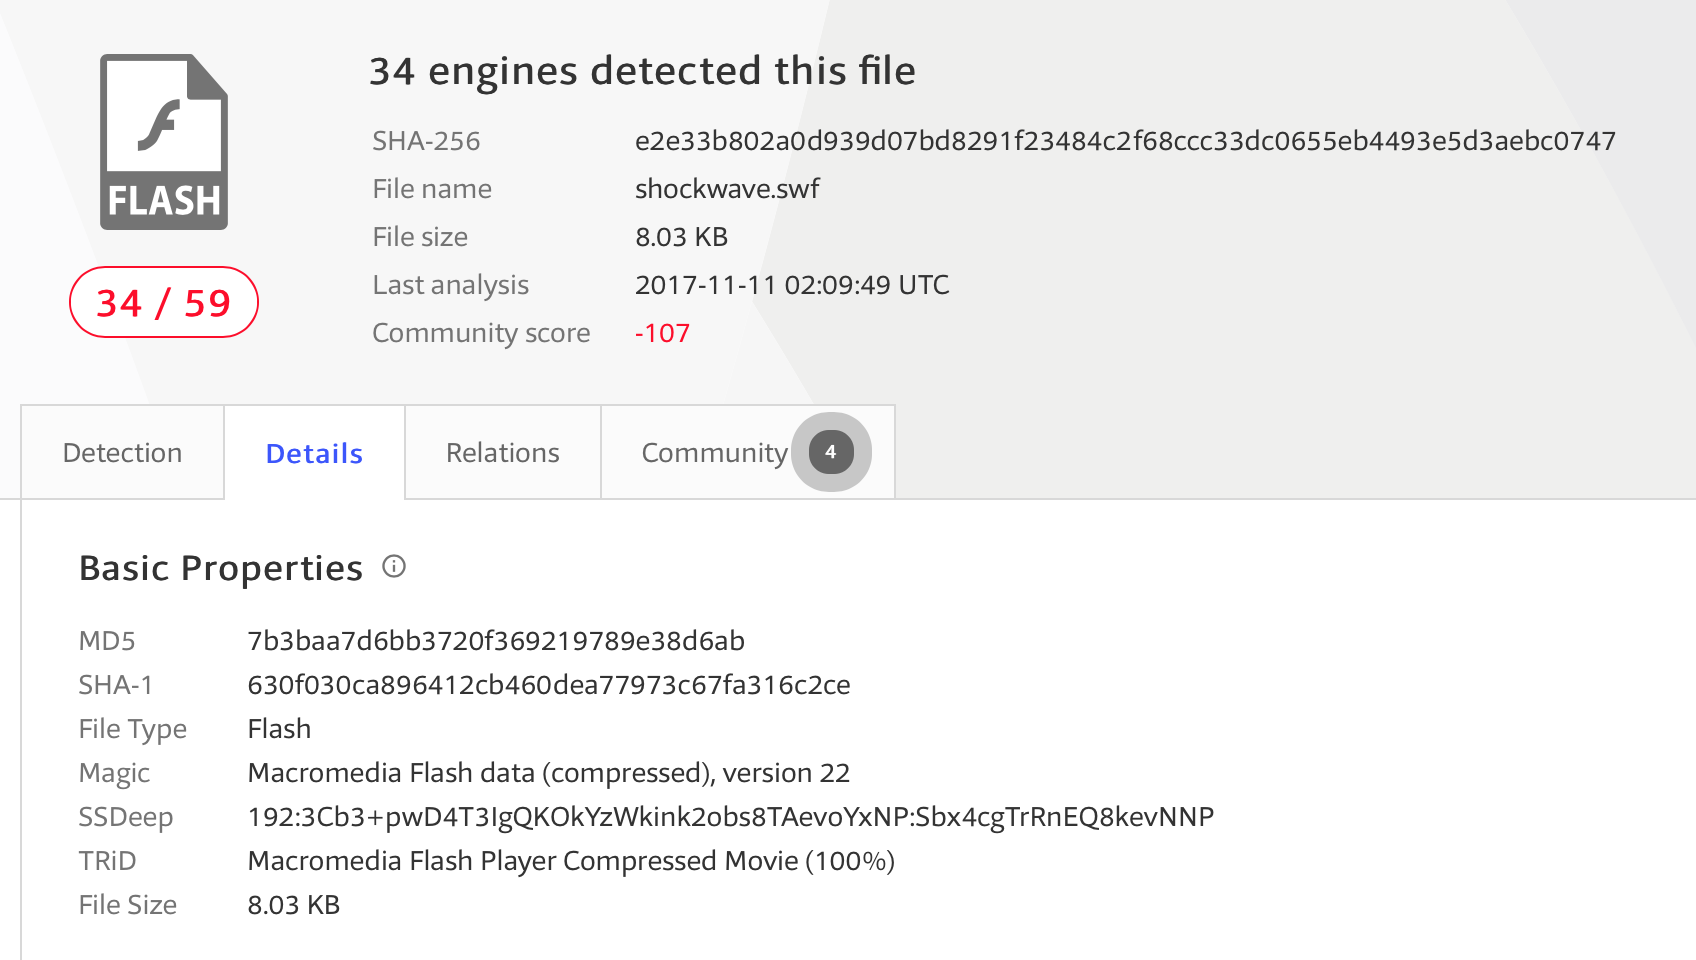 34 engines detected this file
SHA-256 e2e33b802a0d939d07bd8291f23484c2f68ccc33dc0655eb4493e5d3aebc0747
File name shockwave.swf
FLASH
File size 8.03 KB
Last analysis 2017-11-11 02:09:49 UTC
34 / 59
Community score -107
Detection Details Relations Community 4
Basic Properties
MD5 7b3baa7d6bb3720f369219789e38d6ab
SHA-1 630f030ca896412cb460dea77973c67fa316c2ce
File Type Flash
Magic Macromedia Flash data (compressed), version 22
SSDeep 192:3Cb3+pwD4T3IgQKOkYzWkink2obs8TAevoYxNP:Sbx4cgTrRnEQ8kevNNP
TRiD Macromedia Flash Player Compressed Movie (100%)
File Size 8.03 KB